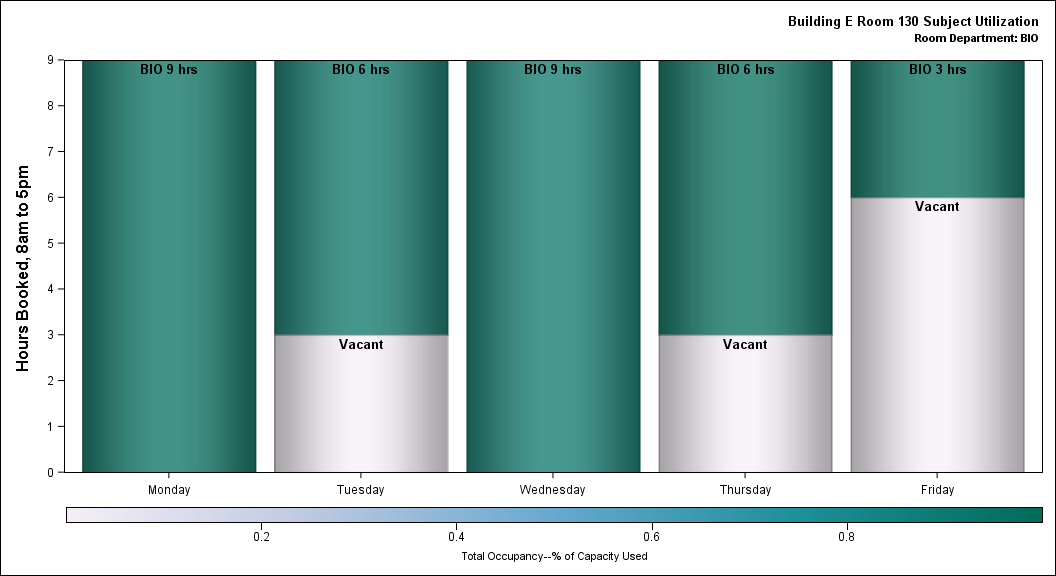 Building E Room 130 Subject Utilization
Room Department: BIO
Hours Booked, 8am to 5pm
9
8
7
6
5
4
3
2
1
0
BIO 9 hrs BIO 6 hrs BIO 9 hrs BIO 6 hrs BIO 3 hrs
Vacant
Vacant Vacant
Monday Tuesday Wednesday Thursday Friday
0.2 0.4 0.6 0.8
Total Occupancy--% of Capacity Used